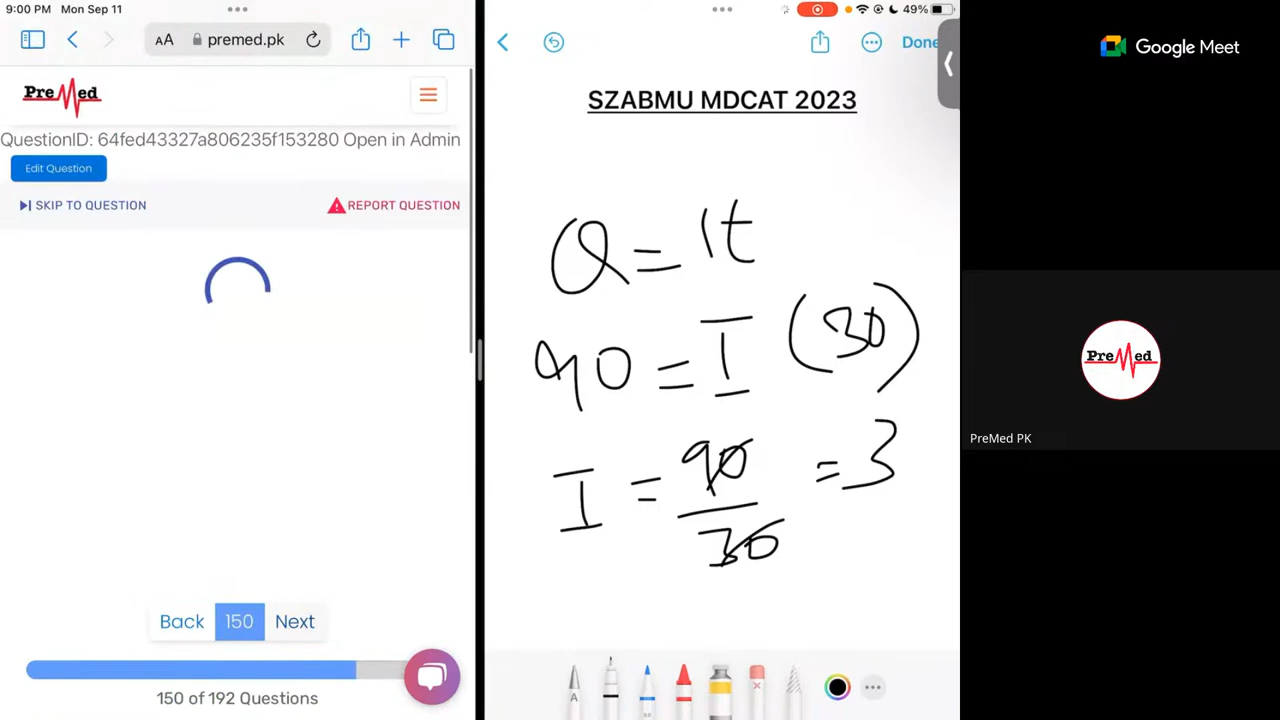 9:00 PM Mon Sep 11
49%
AA premed.pk
Done
Google Meet
PreMed
SZABMU MDCAT 2023
QuestionID: 64fed43327a806235f153280 Open in Admin
Edit Question
SKIP TO QUESTION
REPORT QUESTION
Q = It
90 = I (30)
I = 90/30 = 3
PreMed
PreMed PK
Back 150 Next
150 of 192 Questions
A